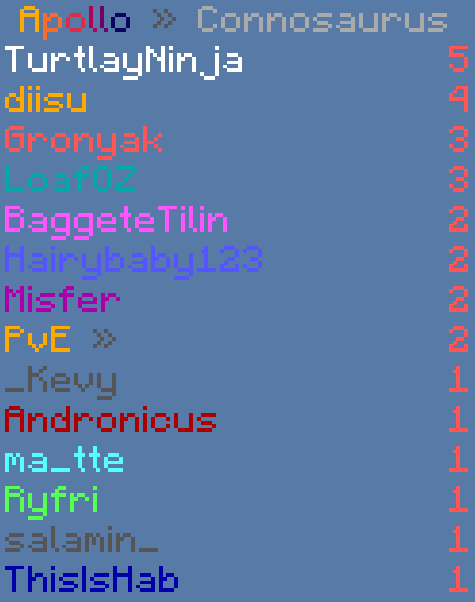 Apollo » Connosaurus
TurtlayNinja 5
diisu 4
Gronyak 3
LoafOZ 3
BaggeteTilin 2
Hairybaby123 2
Misfer 2
PvE » 2
_Kevy 1
Andronicus 1
ma_tte 1
Ryfri 1
salamin_ 1
ThisIsHab 1